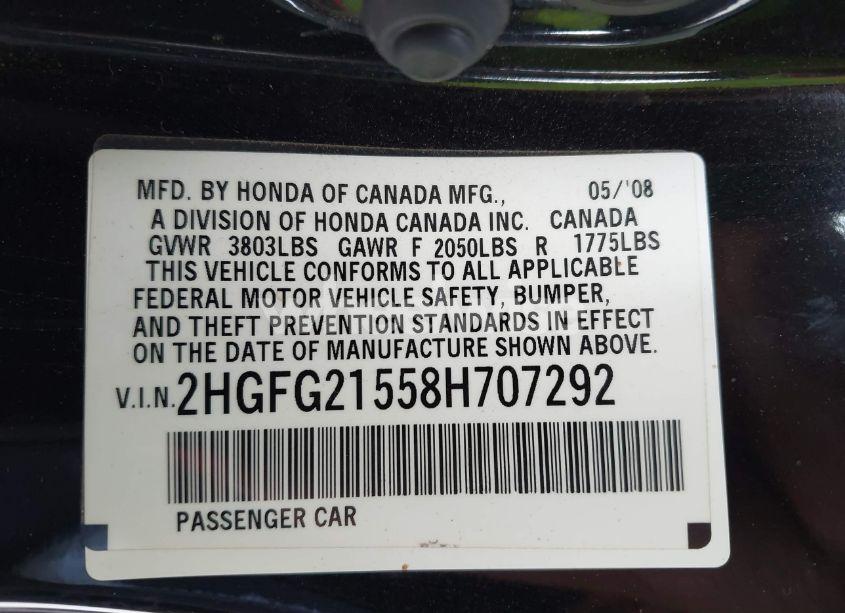 MFD. BY HONDA OF CANADA MFG., 05/'08
A DIVISION OF HONDA CANADA INC. CANADA
GVWR 3803LBS GAWR F 2050LBS R 1775LBS
THIS VEHICLE CONFORMS TO ALL APPLICABLE
FEDERAL MOTOR VEHICLE SAFETY, BUMPER,
AND THEFT PREVENTION STANDARDS IN EFFECT
ON THE DATE OF MANUFACTURE SHOWN ABOVE.
V.I.N. 2HGFG21558H707292
PASSENGER CAR